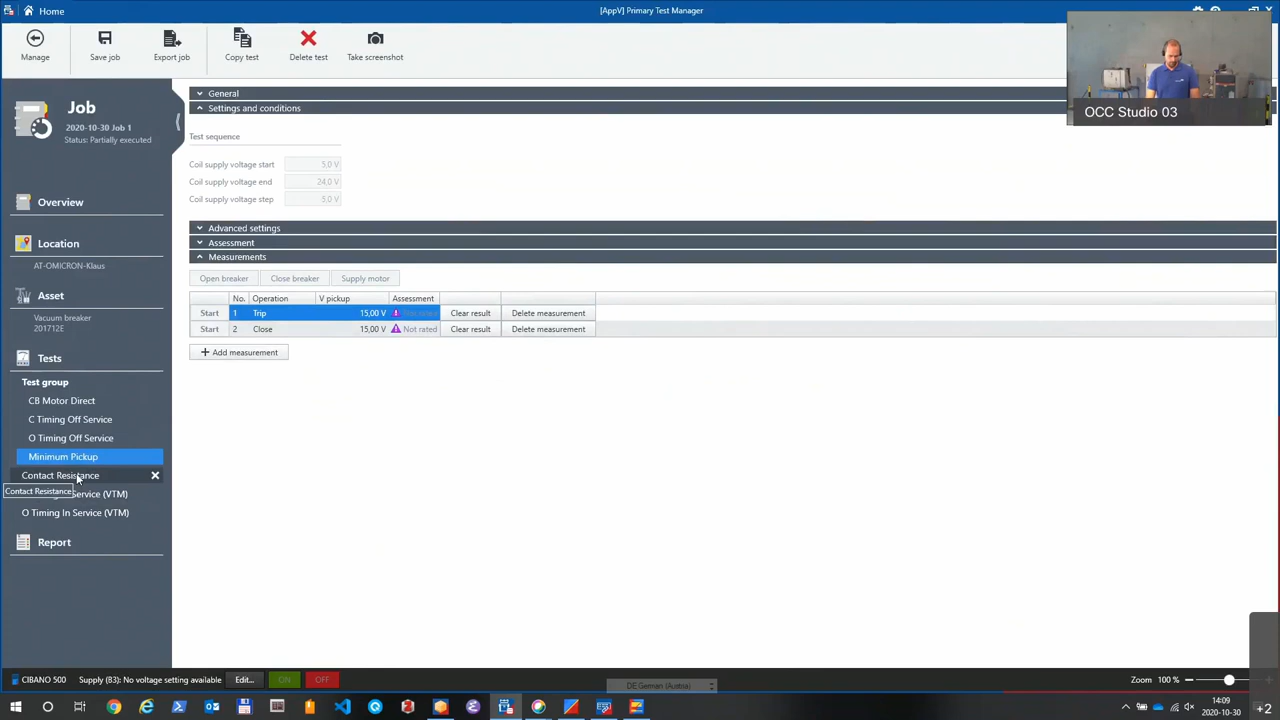 Home
[AppV] Primary Test Manager
Manage
Save job
Export job
Copy test
Delete test
Take screenshot
OCC Studio 03
Job
2020-10-30 Job 1
Status: Partially executed
Overview
Location
AT-OMICRON-Klaus
Asset
Vacuum breaker
201712E
Tests
Test group
CB Motor Direct
C Timing Off Service
O Timing Off Service
Minimum Pickup
Contact Resistance
Contact Resistance
Service (VTM)
O Timing In Service (VTM)
Report
General
Settings and conditions
Test sequence
Coil supply voltage start 5.0 V
Coil supply voltage end 24.0 V
Coil supply voltage step 5.0 V
Advanced settings
Assessment
Measurements
Open breaker Close breaker Supply motor
No. Operation V pickup Assessment
Start 1 Trip 15,00 V Not rated Clear result Delete measurement
Start 2 Close 15,00 V Not rated Clear result Delete measurement
+ Add measurement
CIBANO 500 Supply (83): No voltage setting available Edit... ON OFF
DE German (Austria)
Zoom 100 %
14:09
2020-10-30
+2